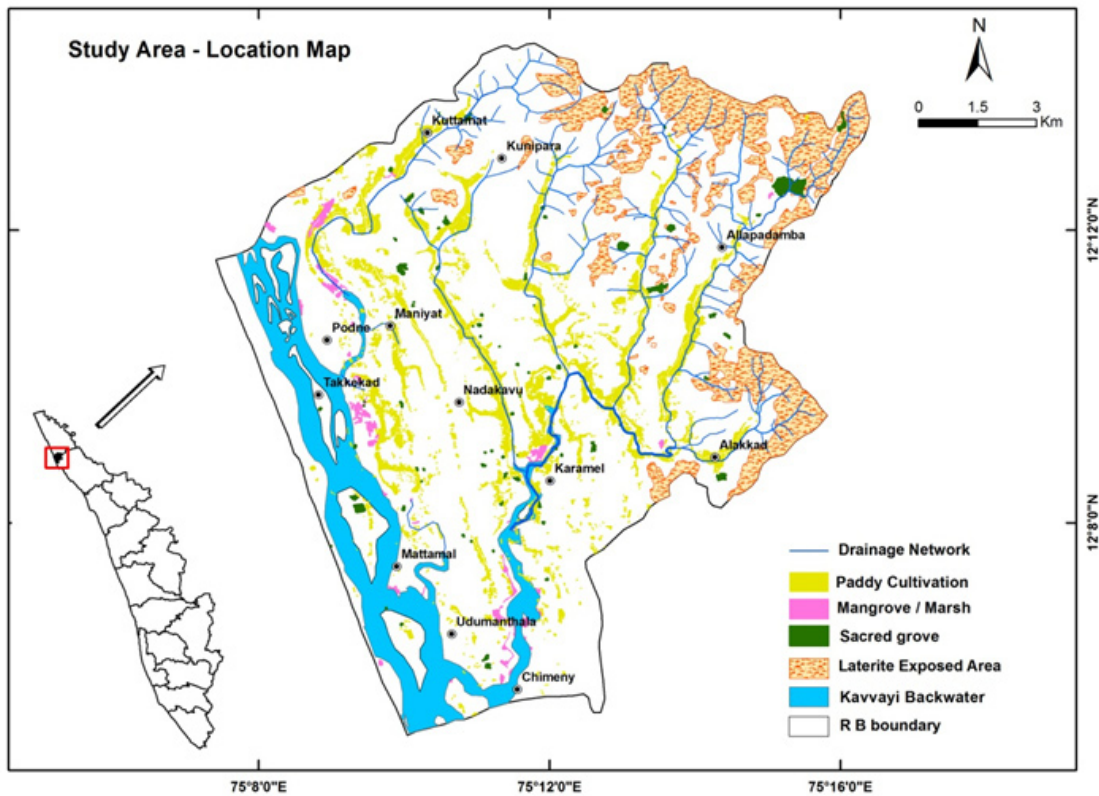 Study Area - Location Map
N
0 1.5 3
Km
Kuttamat
Kunipara
Allapadamba
Maniyat
Podne
Takkekad
Nadakavu
Alakkad
Karamel
Mattamal
Udumanthala
Chimeny
Drainage Network
Paddy Cultivation
Mangrove / Marsh
Sacred grove
Laterite Exposed Area
Kavvayi Backwater
R B boundary
12°12'0"N
12°8'0"N
75°8'0"E 75°12'0"E 75°16'0"E